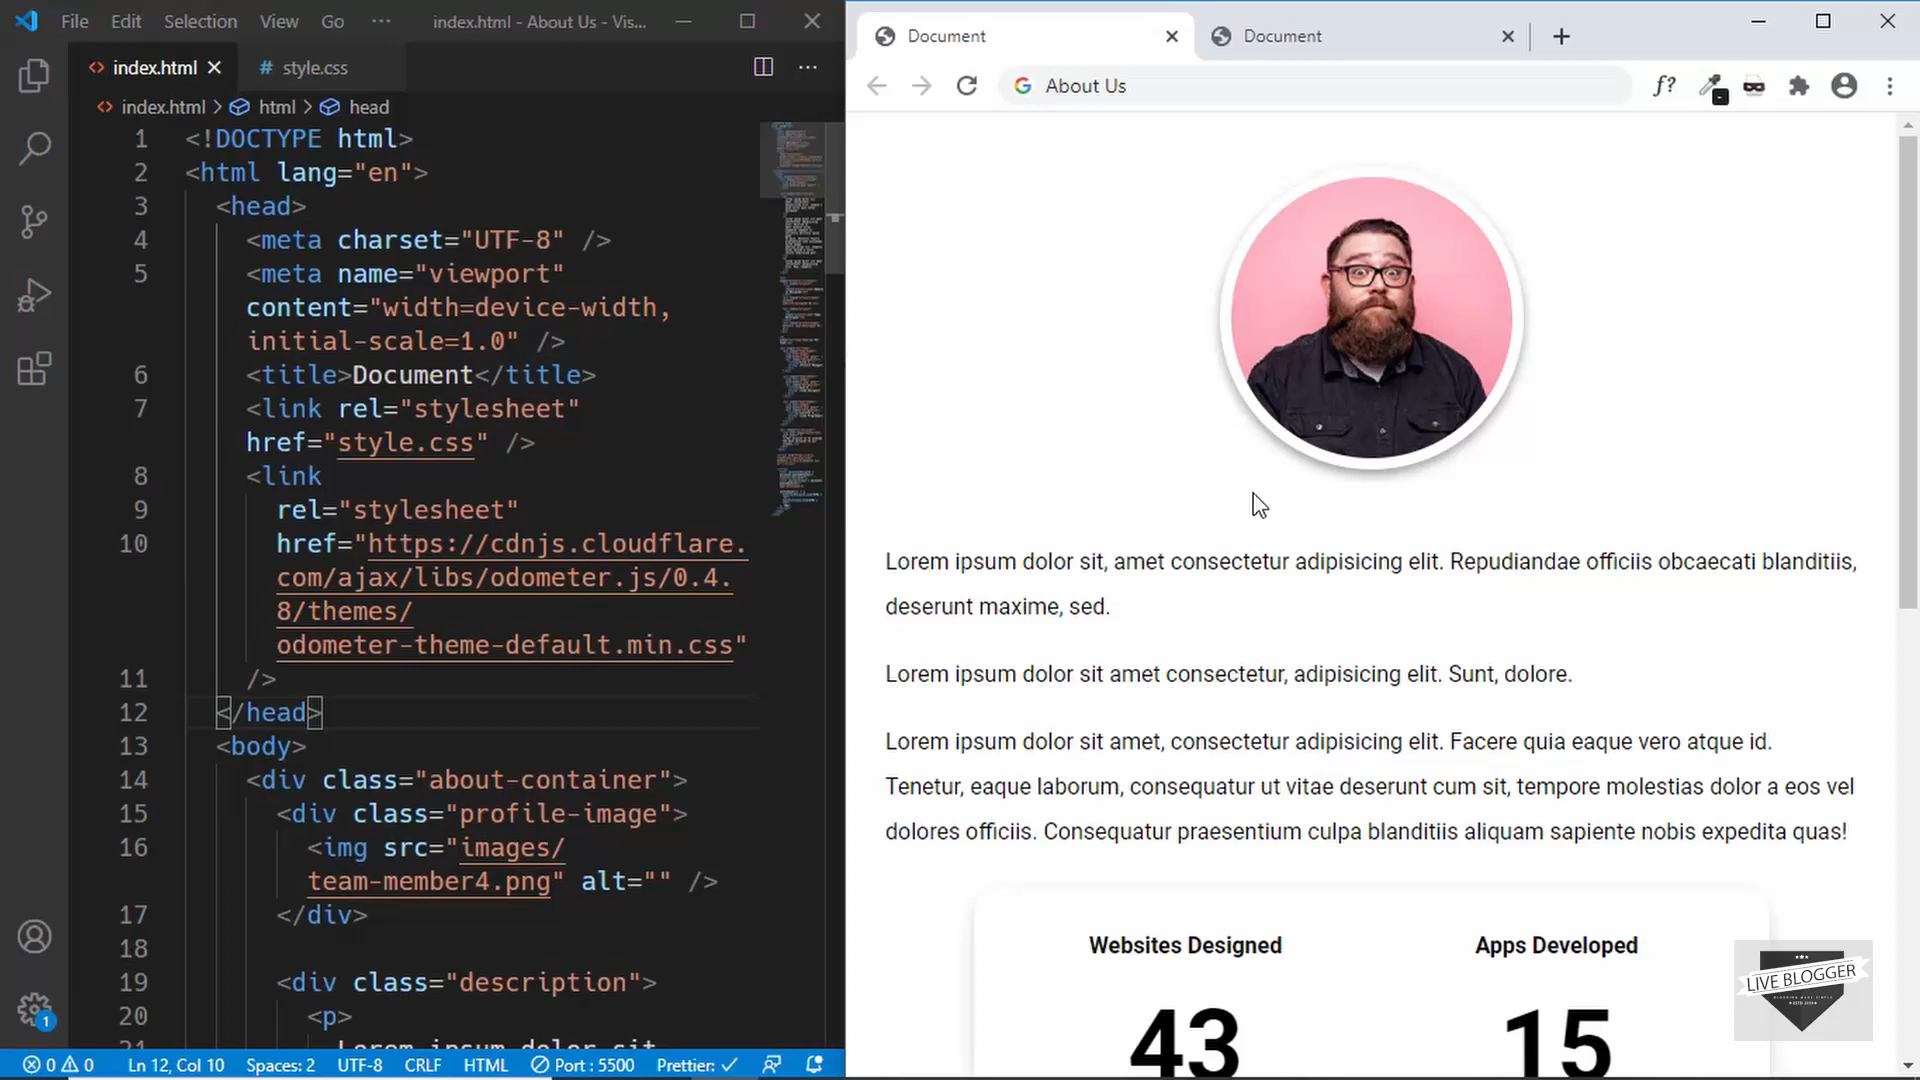 File Edit Selection View Go ··· index.html - About Us - Vis...
index.html
style.css
index.html > html > head
1 <!DOCTYPE html>
2 <html lang="en">
3 <head>
4 <meta charset="UTF-8" />
5 <meta name="viewport"
content="width=device-width,
initial-scale=1.0" />
6 <title>Document</title>
7 <link rel="stylesheet"
href="style.css" />
8 <link
9 rel="stylesheet"
10 href="https://cdnjs.cloudflare.
com/ajax/libs/odometer.js/0.4.
8/themes/
odometer-theme-default.min.css"
11 />
12 </head>
13 <body>
14 <div class="about-container">
15 <div class="profile-image">
16 <img src="images/
team-member4.png" alt="" />
17 </div>
18
19 <div class="description">
20 <p>
21 Lorem ipsum dolor sit
1
0 0 Ln 12, Col 10 Spaces: 2 UTF-8 CRLF HTML Port : 5500 Prettier: ✓
Document
Document
About Us
f?
Lorem ipsum dolor sit, amet consectetur adipisicing elit. Repudiandae officiis obcaecati blanditiis,
deserunt maxime, sed.
Lorem ipsum dolor sit amet consectetur, adipisicing elit. Sunt, dolore.
Lorem ipsum dolor sit amet, consectetur adipisicing elit. Facere quia eaque vero atque id.
Tenetur, eaque laborum, consequatur ut vitae deserunt cum sit, tempore molestias dolor a eos vel
dolores officiis. Consequatur praesentium culpa blanditiis aliquam sapiente nobis expedita quas!
Websites Designed
Apps Developed
43
15
LIVE BLOGGER